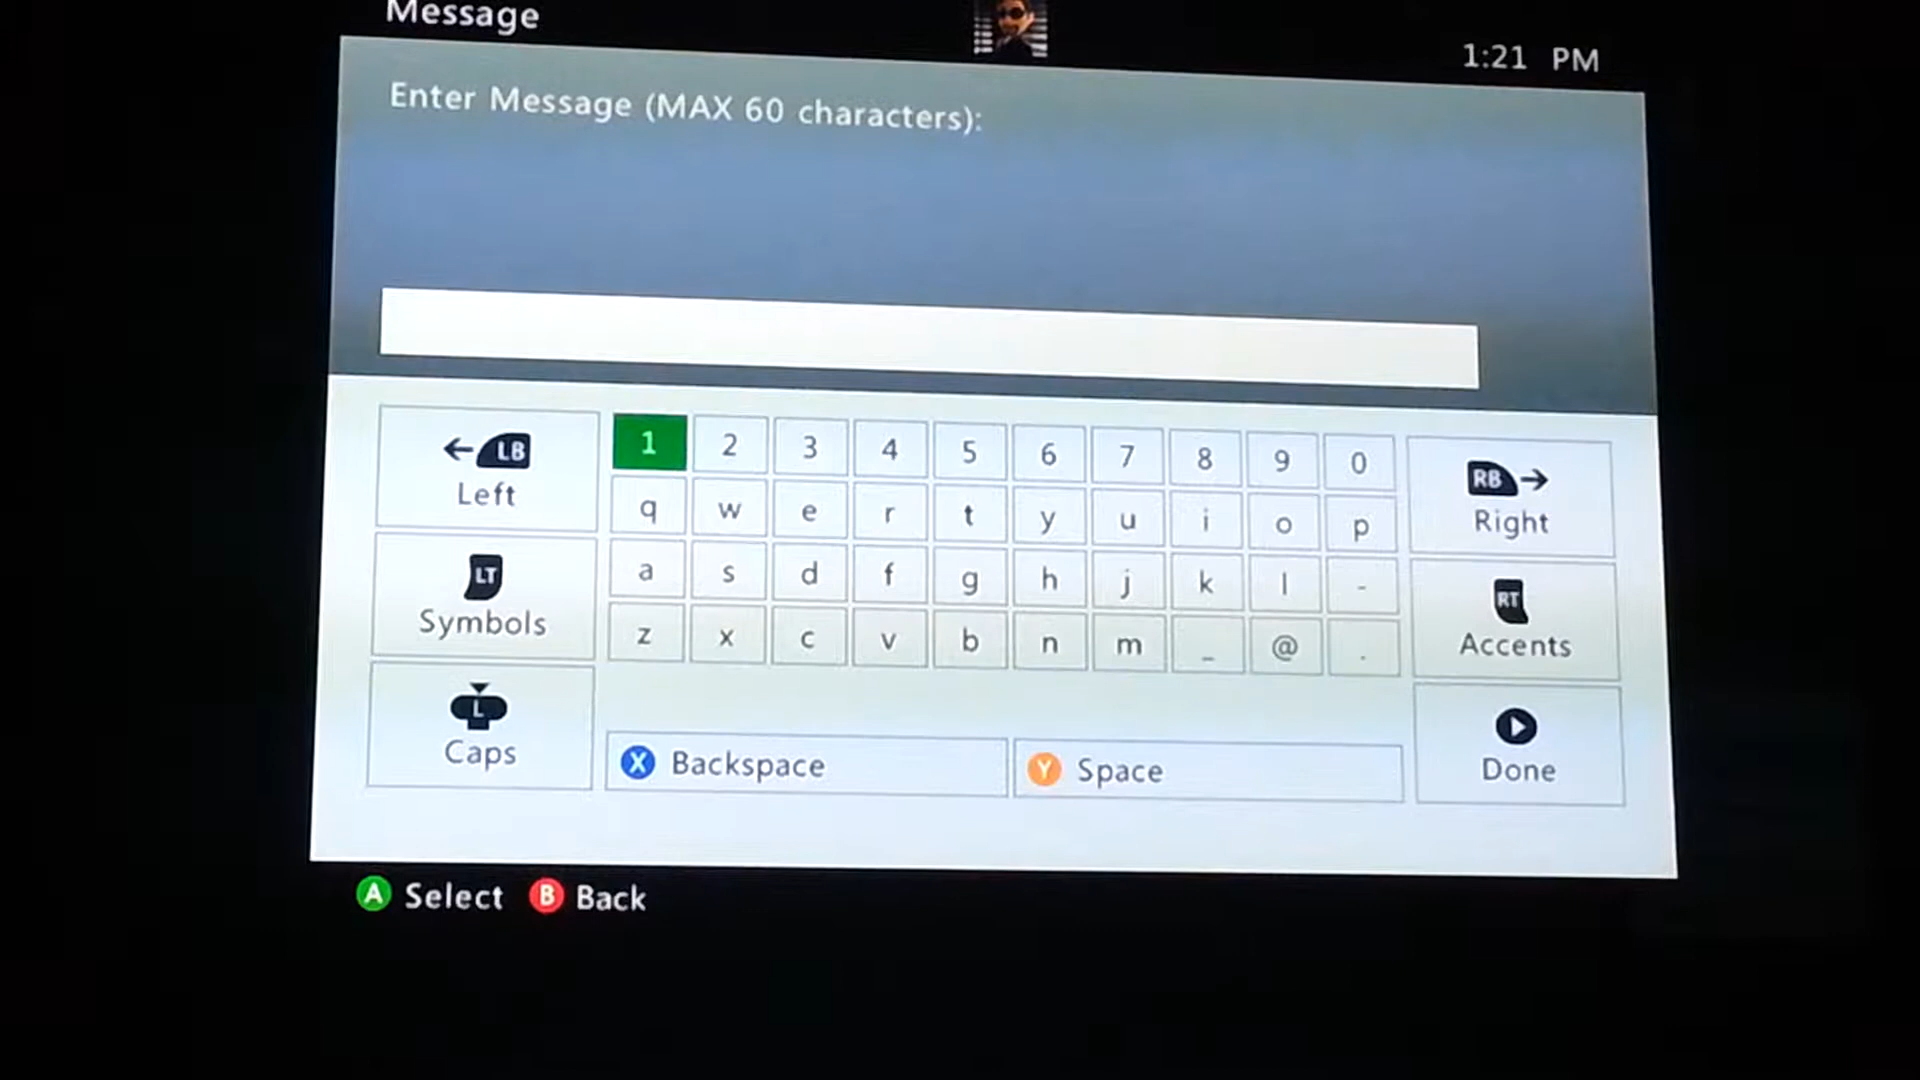 Message
1:21 PM
Enter Message (MAX 60 characters):
LB
Left
1 2 3 4 5 6 7 8 9 0
RB
Right
q w e r t y u i o p
LT
Symbols
a s d f g h j k l -
RT
Accents
z x c v b n m _ @ .
L
Caps
X Backspace
Y Space
Done
A Select B Back